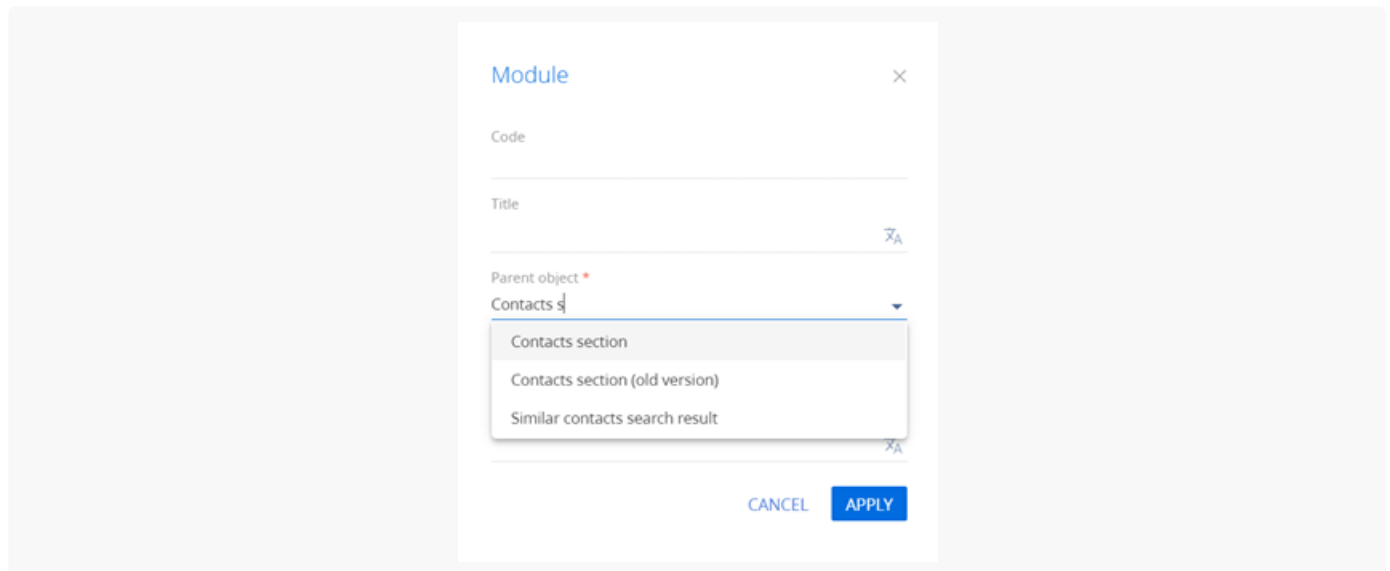 Module
Code
Title
Parent object *
Contacts s
Contacts section
Contacts section (old version)
Similar contacts search result
CANCEL APPLY